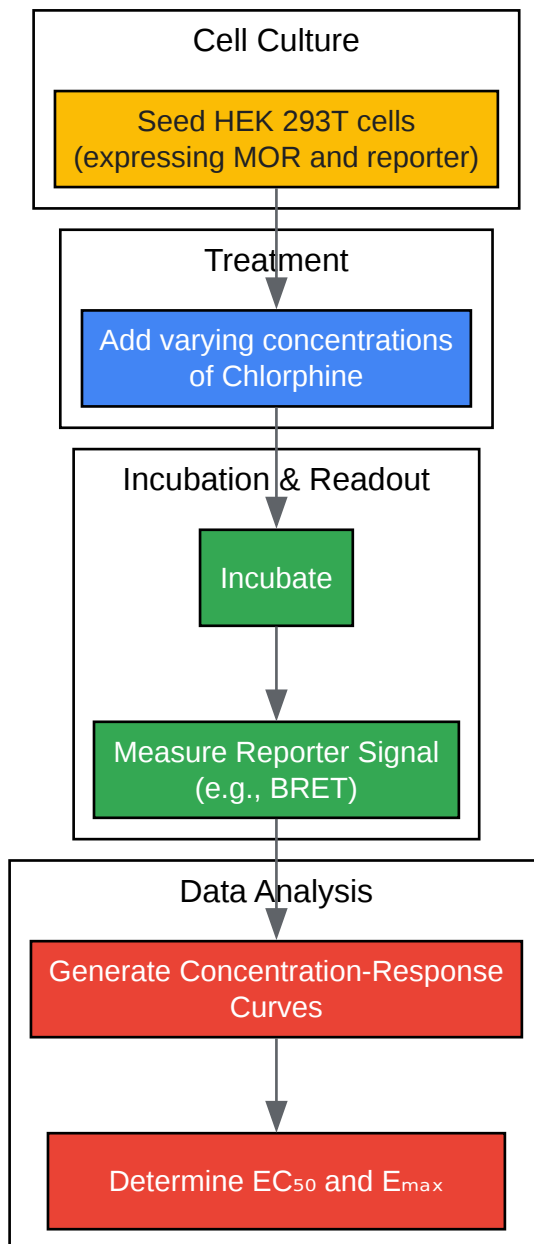 Cell Culture
Seed HEK 293T cells
(expressing MOR and reporter)
Treatment
Add varying concentrations
of Chlorphine
Incubation & Readout
Incubate
Measure Reporter Signal
(e.g., BRET)
Data Analysis
Generate Concentration-Response
Curves
Determine EC₅₀ and Eₘₐₓ